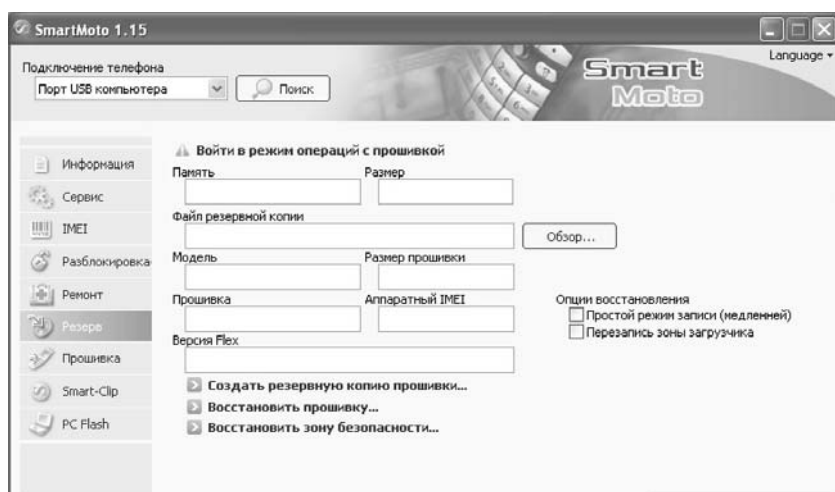 SmartMoto 1.15
Language
Подключение телефона
Порт USB компьютера
Поиск
Smart
Moto
Информация
Сервис
IMEI
Разблокировка
Ремонт
Резерв
Прошивка
Smart-Clip
PC Flash
Войти в режим операций с прошивкой
Память Размер
Файл резервной копии
Обзор...
Модель Размер прошивки
Прошивка Аппаратный IMEI
Версия Flex
Опции восстановления
Простой режим записи (медленней)
Перезапись зоны загрузчика
Создать резервную копию прошивки...
Восстановить прошивку...
Восстановить зону безопасности...